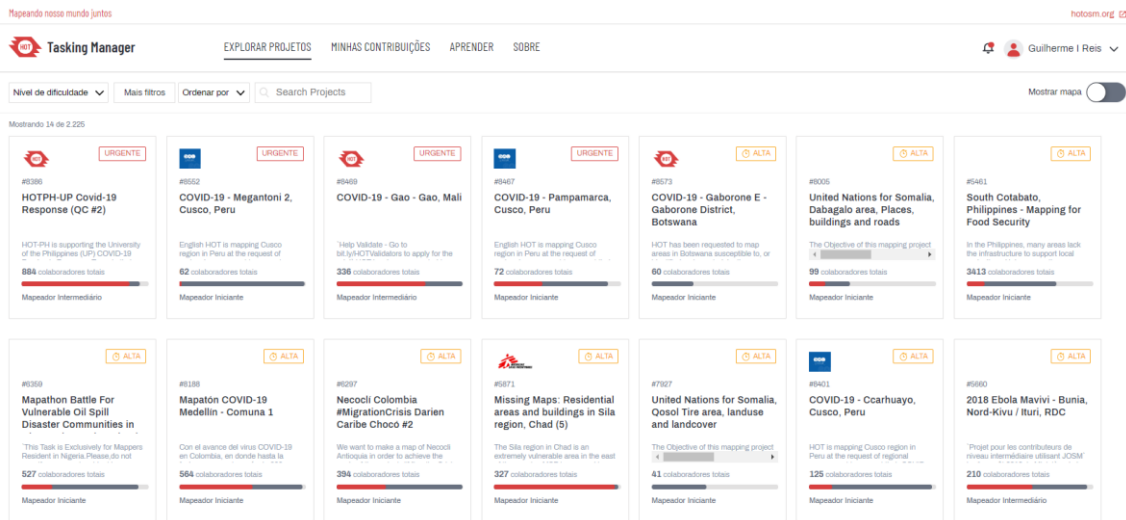 Mapeando nosso mundo juntos
hotosm.org
HOT Tasking Manager
EXPLORAR PROJETOS MINHAS CONTRIBUIÇÕES APRENDER SOBRE
Guilherme I Reis
Nível de dificuldade Mais filtros Ordenar por Search Projects
Mostrar mapa
Mostrando 14 de 2.225
HOT
URGENTE
#8386
HOTPH-UP Covid-19
Response (QC #2)
HOT-PH is supporting the University
of the Philippines (UP) COVID-19
884 colaboradores totais
Mapeador Intermediário
URGENTE
#8552
COVID-19 - Megantoni 2,
Cusco, Peru
English HOT is mapping Cusco
region in Peru at the request of
62 colaboradores totais
Mapeador Iniciante
HOT
URGENTE
#8469
COVID-19 - Gao - Gao, Mali
`Help Validate - Go to
bit.ly/HOTValidators to apply for the
336 colaboradores totais
Mapeador Intermediário
URGENTE
#8467
COVID-19 - Pampamarca,
Cusco, Peru
English HOT is mapping Cusco
region in Peru at the request of
72 colaboradores totais
Mapeador Iniciante
HOT
ALTA
#8573
COVID-19 - Gaborone E -
Gaborone District,
Botswana
HOT has been requested to map
areas in Botswana susceptible to, or
60 colaboradores totais
Mapeador Iniciante
ALTA
#8005
United Nations for Somalia,
Dabagalo area, Places,
buildings and roads
The Objective of this mapping project
99 colaboradores totais
Mapeador Iniciante
ALTA
#5461
South Cotabato,
Philippines - Mapping for
Food Security
In the Philippines, many areas lack
the infrastructure to support local
3413 colaboradores totais
Mapeador Iniciante
ALTA
#6359
Mapathon Battle For
Vulnerable Oil Spill
Disaster Communities in
`This Task is Exclusively for Mappers
Resident in Nigeria.Please,do not
527 colaboradores totais
Mapeador Iniciante
ALTA
#8188
Mapatón COVID-19
Medellín - Comuna 1
Con el avance del virus COVID-19
en Colombia, en donde hasta la
564 colaboradores totais
Mapeador Iniciante
ALTA
#6297
Necoclí Colombia
#MigrationCrisis Darien
Caribe Chocó #2
We want to make a map of Necoclí
Antioquia in order to achieve the
394 colaboradores totais
Mapeador Iniciante
ALTA
#5871
Missing Maps: Residential
areas and buildings in Sila
region, Chad (5)
The Sila region in Chad is an
extremely vulnerable area in the east
327 colaboradores totais
Mapeador Iniciante
ALTA
#7927
United Nations for Somalia,
Qosol Tire area, landuse
and landcover
The Objective of this mapping project
41 colaboradores totais
Mapeador Iniciante
ALTA
#8401
COVID-19 - Ccarhuayo,
Cusco, Peru
HOT is mapping Cusco region in
Peru at the request of regional
125 colaboradores totais
Mapeador Iniciante
ALTA
#5660
2018 Ebola Mavivi - Bunia,
Nord-Kivu / Ituri, RDC
`Projet pour les contributeurs de
niveau intermédiaire utilisant JOSM`
210 colaboradores totais
Mapeador Intermediário